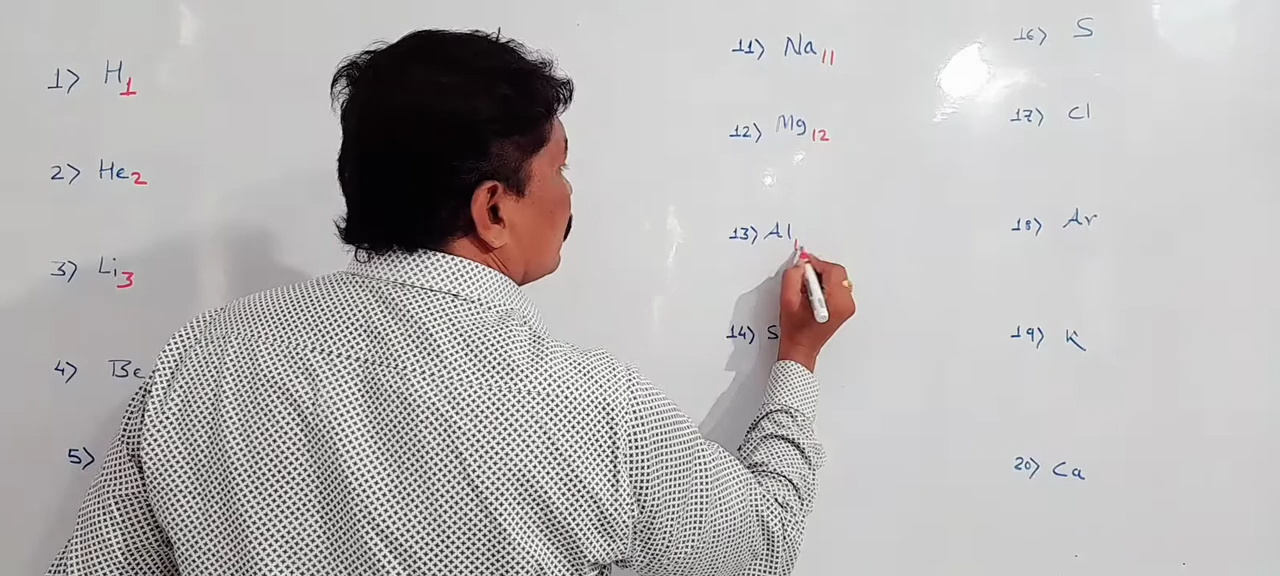 1) H1
2) He2
3) Li3
4) Be
5)
11) Na11
12) Mg12
13) Al
14) S
16) S
17) Cl
18) Ar
19) K
20) Ca